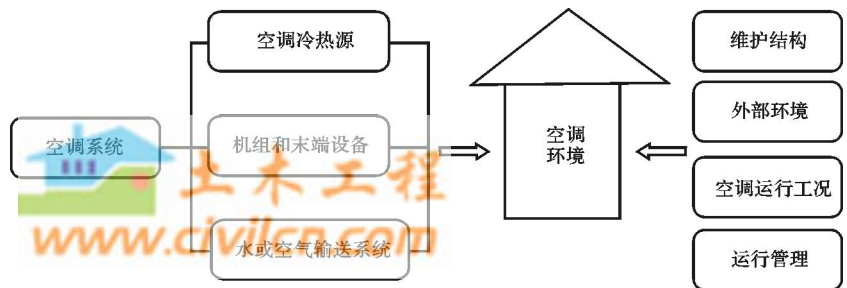 空调冷热源
维护结构
外部环境
空调系统
机组和末端设备
空调
环境
空调运行工况
土木工程
www.civilcn.com
水或空气输送系统
运行管理